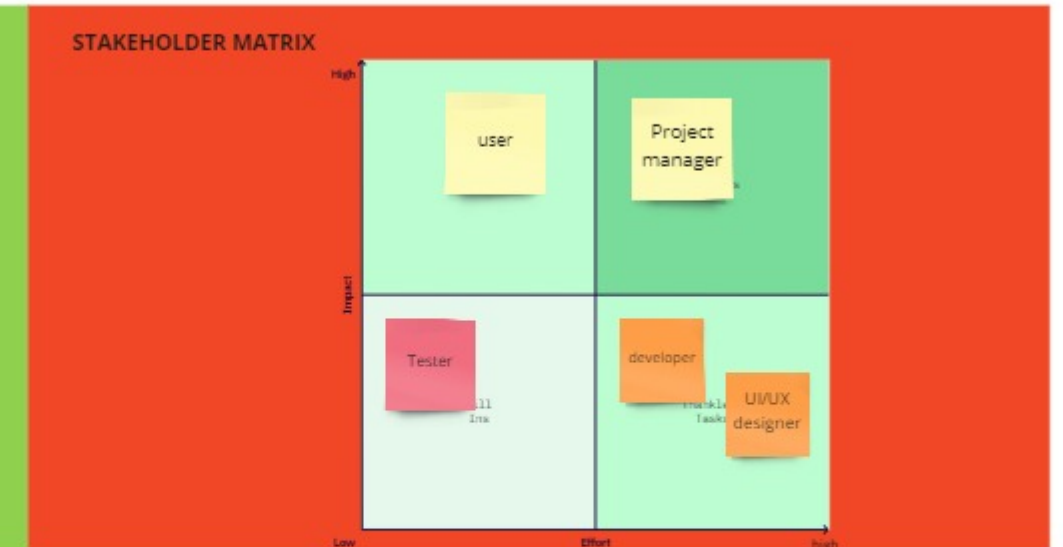 STAKEHOLDER MATRIX
High
user
Project
manager
Impact
Tester
developer
UI/UX
designer
Low
Effort
high